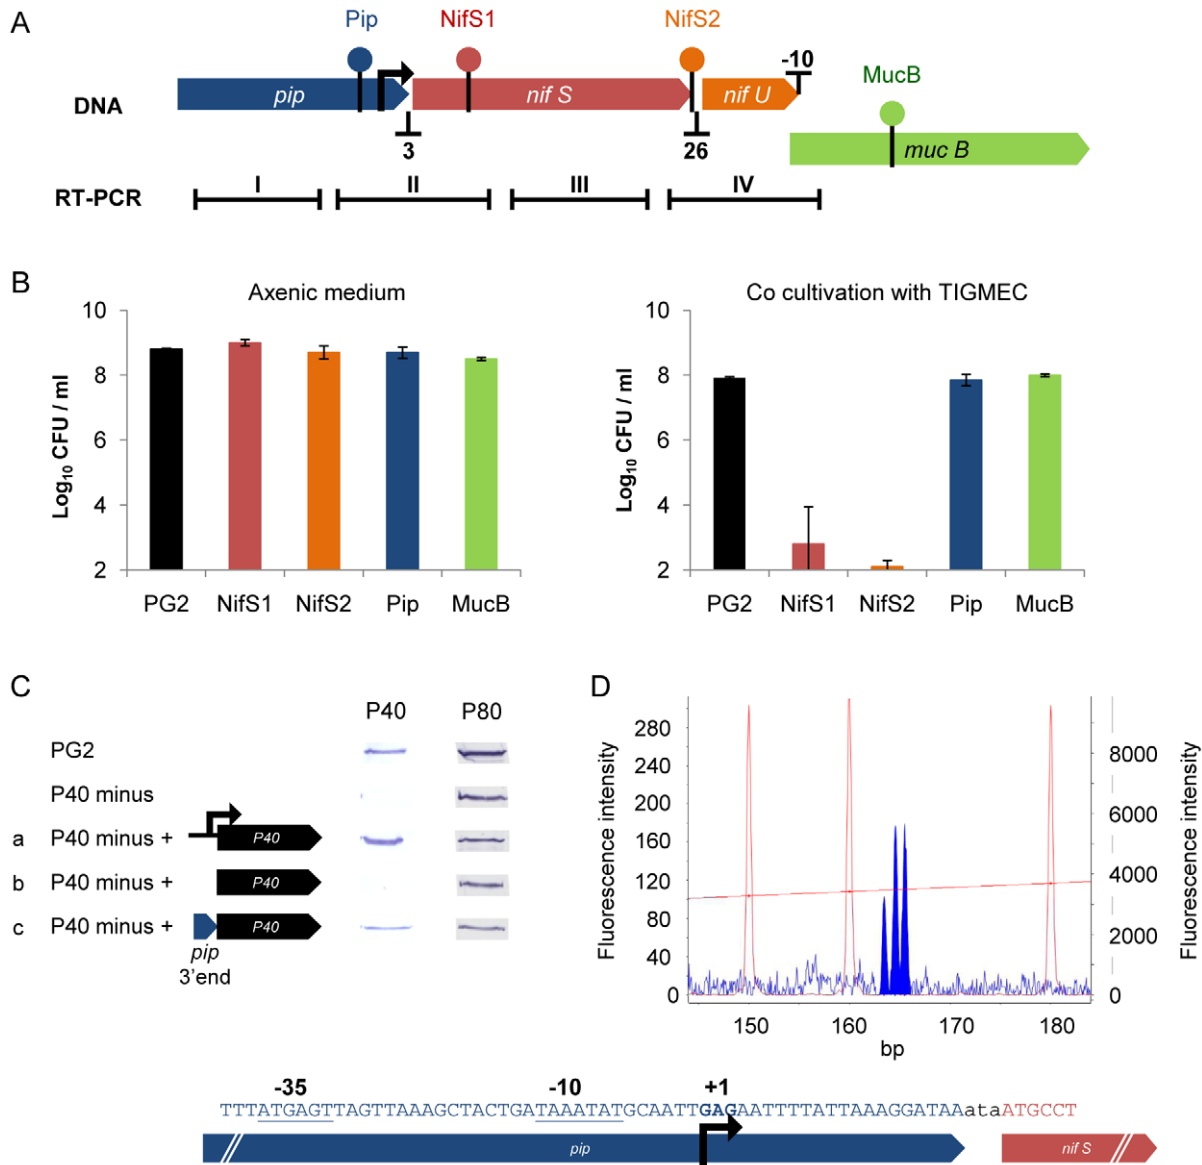 A
Pip
NifS1
NifS2
-10
MucB
DNA
pip
nif S
nif U
muc B
3
26
RT-PCR
I
II
III
IV
B
Axenic medium
Log10 CFU / ml
10
8
6
4
2
PG2 NifS1 NifS2 Pip MucB
Co cultivation with TIGMEC
Log10 CFU / ml
10
8
6
4
2
PG2 NifS1 NifS2 Pip MucB
C
P40 P80
PG2
P40 minus
a P40 minus + P40
b P40 minus + P40
c P40 minus + P40
pip
3'end
D
Fluorescence intensity
280
240
200
160
120
80
40
0
8000
6000
4000
2000
0
Fluorescence intensity
150 160 170 180
bp
-35 -10 +1
TTTATGAGTTAGTTAAAGCTACTGATAAATATGCAATTGAGAATTTTATTAAAGGATAAataATGCCT
pip
nif S